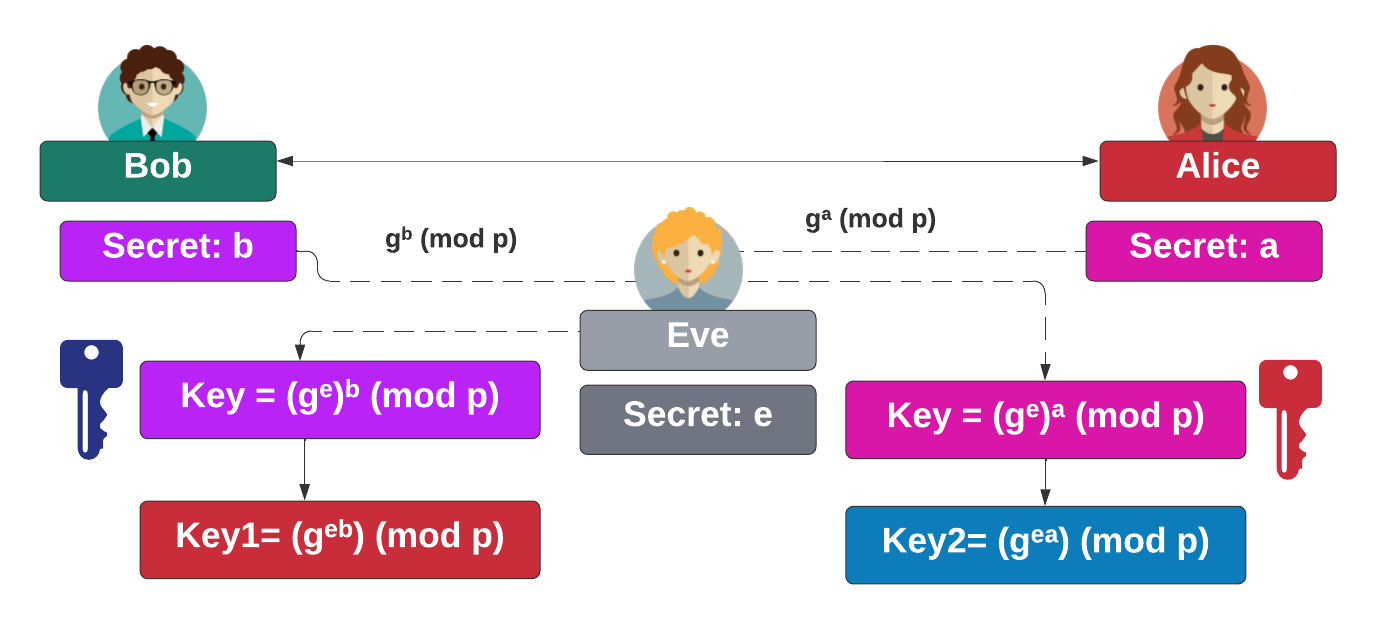 Bob
Alice
Secret: b
gᵇ (mod p)
gᵃ (mod p)
Secret: a
Eve
Key = (gᵉ)ᵇ (mod p)
Secret: e
Key = (gᵉ)ᵃ (mod p)
Key1= (gᵉᵇ) (mod p)
Key2= (gᵉᵃ) (mod p)